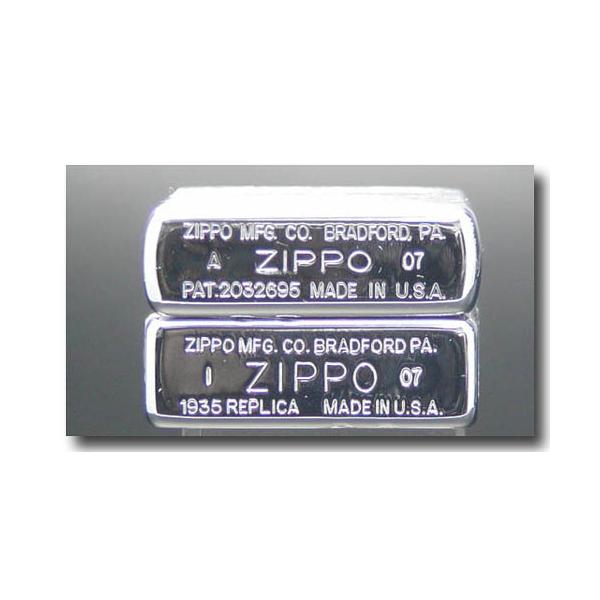 ZIPPO MFG. CO. BRADFORD, PA.
A ZIPPO 07
PAT.2032695 MADE IN U.S.A.
ZIPPO MFG. CO. BRADFORD PA.
I ZIPPO 07
1935 REPLICA MADE IN U.S.A.